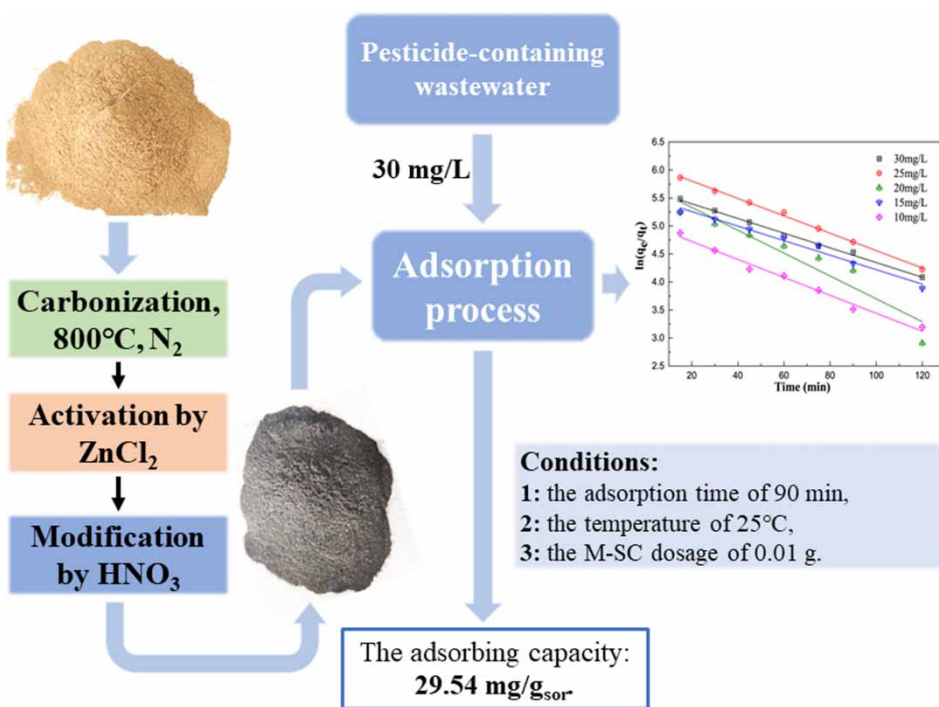 Pesticide-containing
wastewater
30 mg/L
Carbonization,
800℃, N₂
Activation by
ZnCl₂
Modification
by HNO₃
Adsorption
process
ln(qₑ/qₜ)
6.5
6.0
5.5
5.0
4.5
4.0
3.5
3.0
2.5
30mg/L
25mg/L
20mg/L
15mg/L
10mg/L
20 40 60 80 100 120
Time (min)
Conditions:
1: the adsorption time of 90 min,
2: the temperature of 25℃,
3: the M-SC dosage of 0.01 g.
The adsorbing capacity:
29.54 mg/gₛₒᵣ.